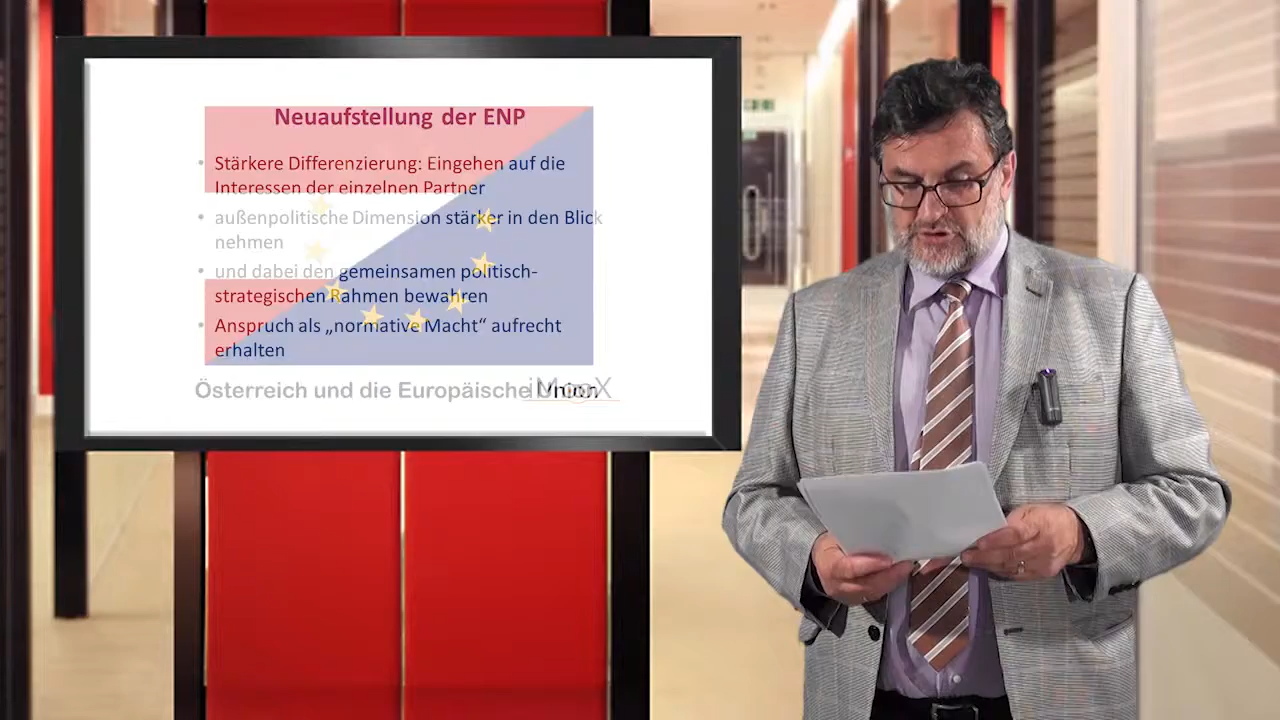 Neuaufstellung der ENP
• Stärkere Differenzierung: Eingehen auf die
Interessen der einzelnen Partner
• außenpolitische Dimension stärker in den Blick
nehmen
• und dabei den gemeinsamen politisch-
strategischen Rahmen bewahren
• Anspruch als „normative Macht“ aufrecht
erhalten
Österreich und die Europäische Union
iMooX